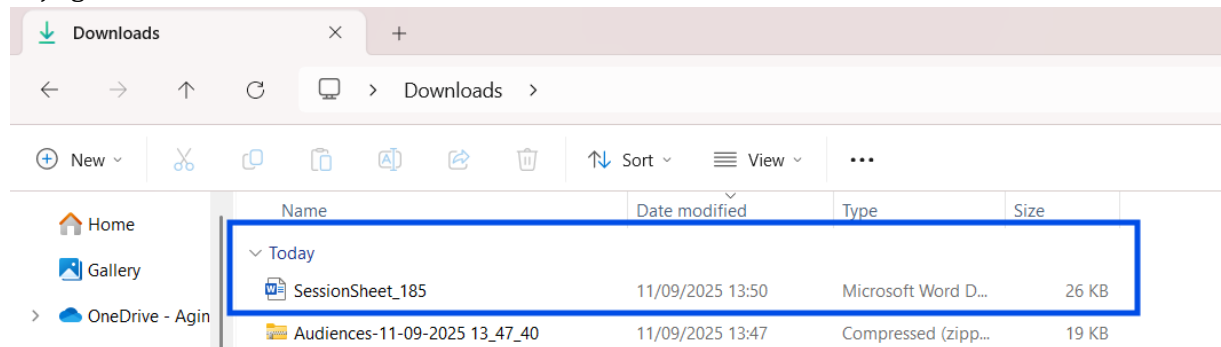 Downloads
Downloads
New
Sort
View
Home
Gallery
OneDrive - Agin
Name Date modified Type Size
Today
SessionSheet_185 11/09/2025 13:50 Microsoft Word D... 26 KB
Audiences-11-09-2025 13_47_40 11/09/2025 13:47 Compressed (zipp... 19 KB